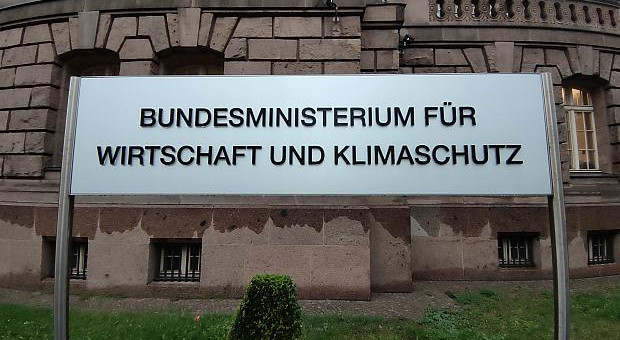 BUNDESMINISTERIUM FÜR
WIRTSCHAFT UND KLIMASCHUTZ